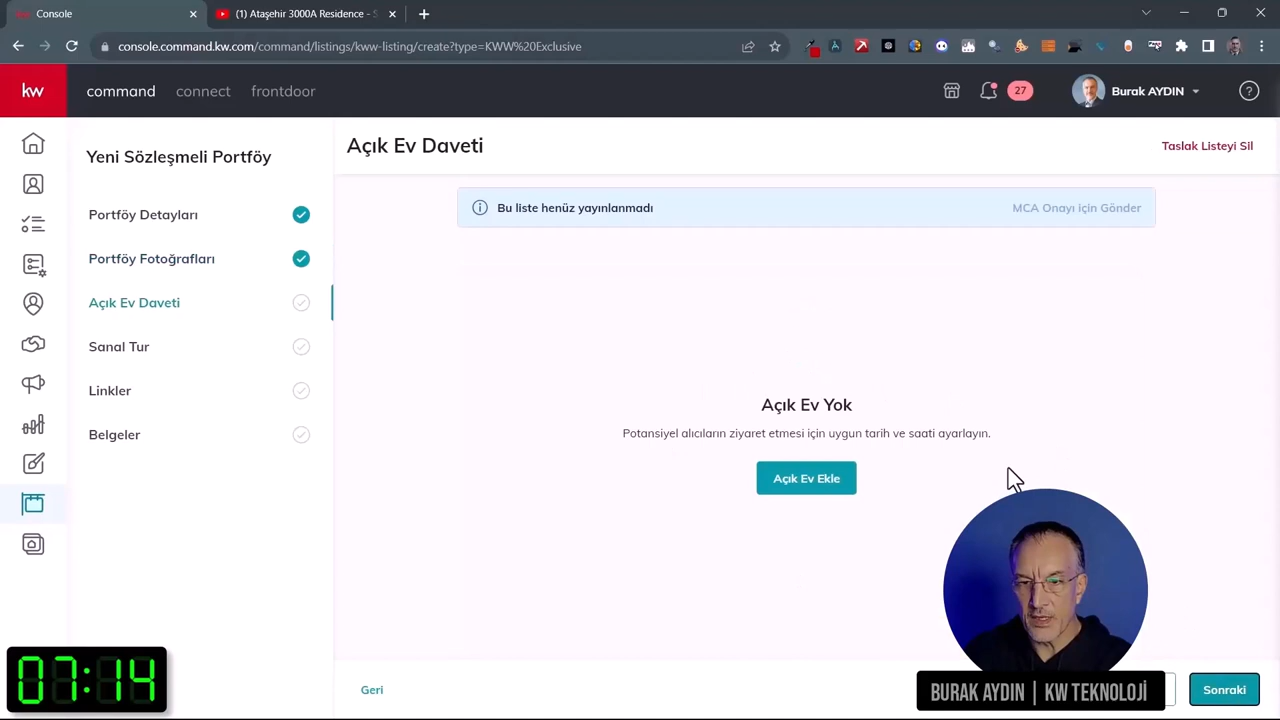 Console
(1) Ataşehir 3000A Residence - S
console.command.kw.com/command/listings/kww-listing/create?type=KWW%20Exclusive
kw
command
connect
frontdoor
27
Burak AYDIN
Yeni Sözleşmeli Portföy
Açık Ev Daveti
Taslak Listeyi Sil
Bu liste henüz yayınlanmadı
MCA Onayı için Gönder
Portföy Detayları
Portföy Fotoğrafları
Açık Ev Daveti
Sanal Tur
Linkler
Belgeler
Açık Ev Yok
Potansiyel alıcıların ziyaret etmesi için uygun tarih ve saati ayarlayın.
Açık Ev Ekle
07:14
Geri
BURAK AYDIN | KW TEKNOLOJİ
Sonraki